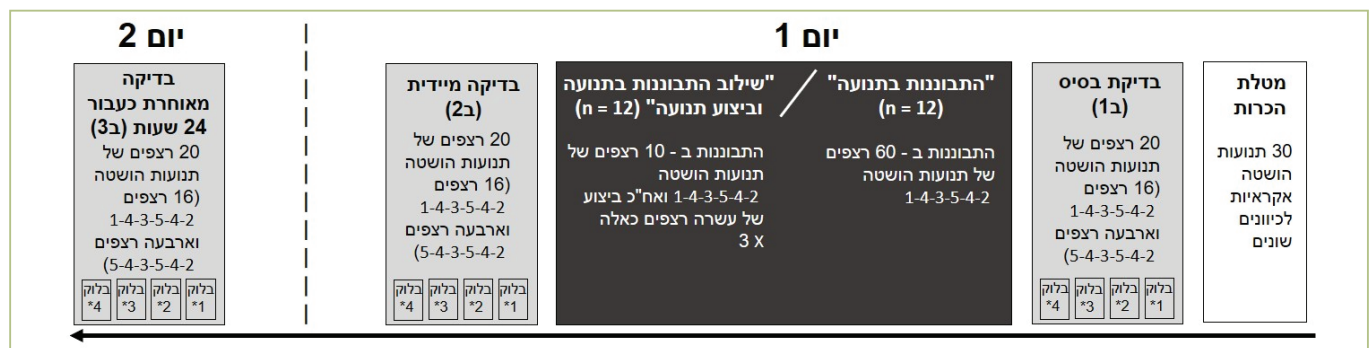 יום 1
יום 2
מטלת
הכרות
30 תנועות
הושטה
אקראיות
לכיוונים
שונים
בדיקת בסיס
(ב1)
20 רצפים של
תנועות הושטה
(16 רצפים
1-4-3-5-4-2
וארבעה רצפים
5-4-3-5-4-2)
בלוק
1*
בלוק
2*
בלוק
3*
בלוק
4*
"התבוננות בתנועה"
(n = 12)
התבוננות ב - 60 רצפים
של תנועות הושטה
1-4-3-5-4-2
/
"שילוב התבוננות בתנועה
וביצוע תנועה" (n = 12)
התבוננות ב - 10 רצפים של
תנועות הושטה
1-4-3-5-4-2 ואח"כ ביצוע
של עשרה רצפים כאלה
3 X
בדיקה מיידית
(ב2)
20 רצפים של
תנועות הושטה
(16 רצפים
1-4-3-5-4-2
וארבעה רצפים
5-4-3-5-4-2)
בלוק
1*
בלוק
2*
בלוק
3*
בלוק
4*
בדיקה
מאוחרת כעבור
24 שעות (ב3)
20 רצפים של
תנועות הושטה
(16 רצפים
1-4-3-5-4-2
וארבעה רצפים
5-4-3-5-4-2)
בלוק
1*
בלוק
2*
בלוק
3*
בלוק
4*